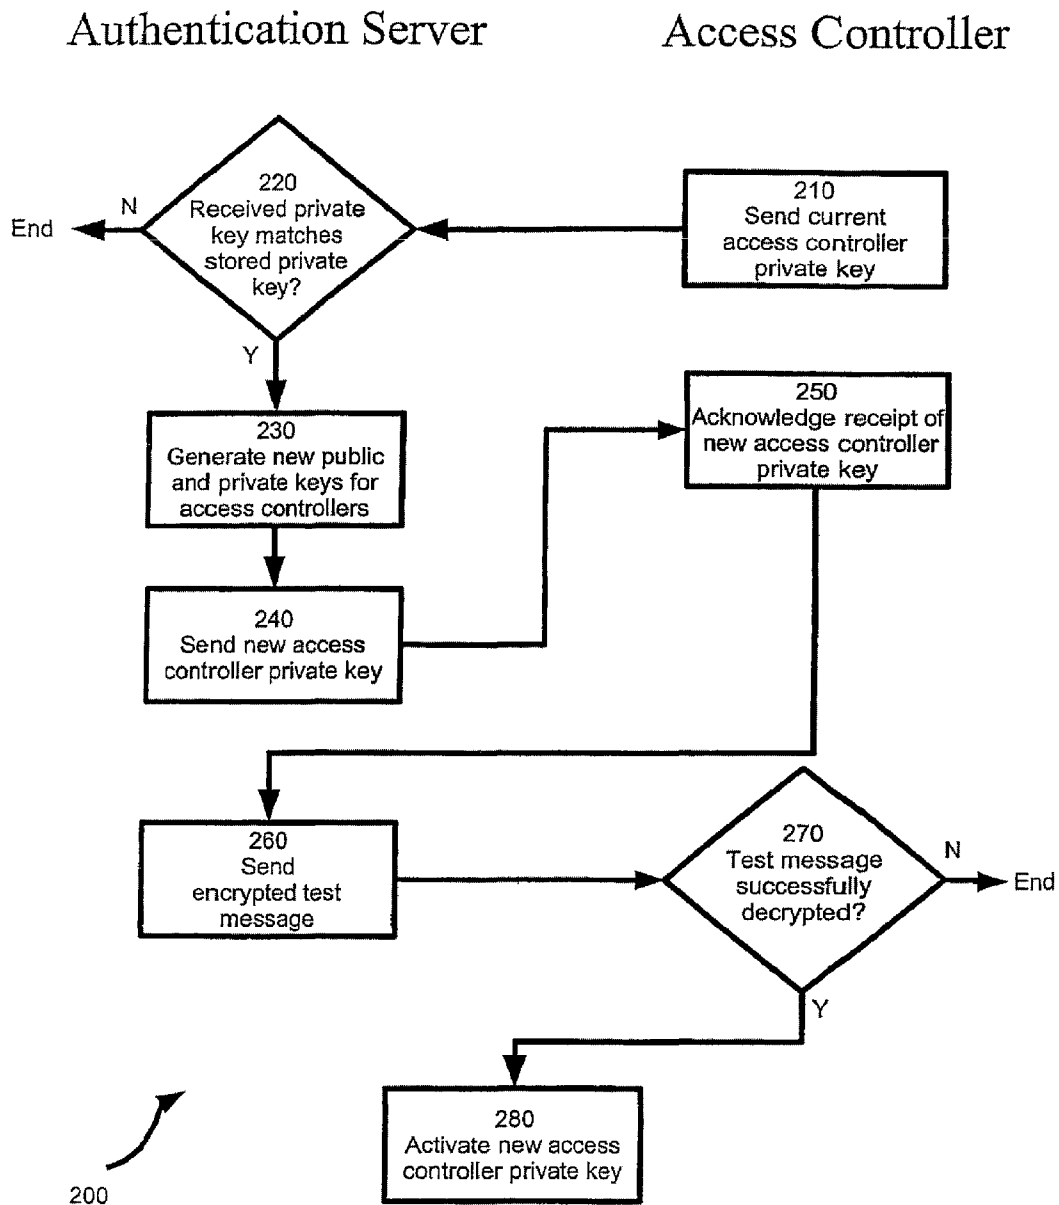 Authentication Server
Access Controller
220
Received private
key matches
stored private
key?
N
End
Y
210
Send current
access controller
private key
230
Generate new public
and private keys for
access controllers
250
Acknowledge receipt of
new access controller
private key
240
Send new access
controller private key
260
Send
encrypted test
message
270
Test message
successfully
decrypted?
N
End
Y
280
Activate new access
controller private key
200